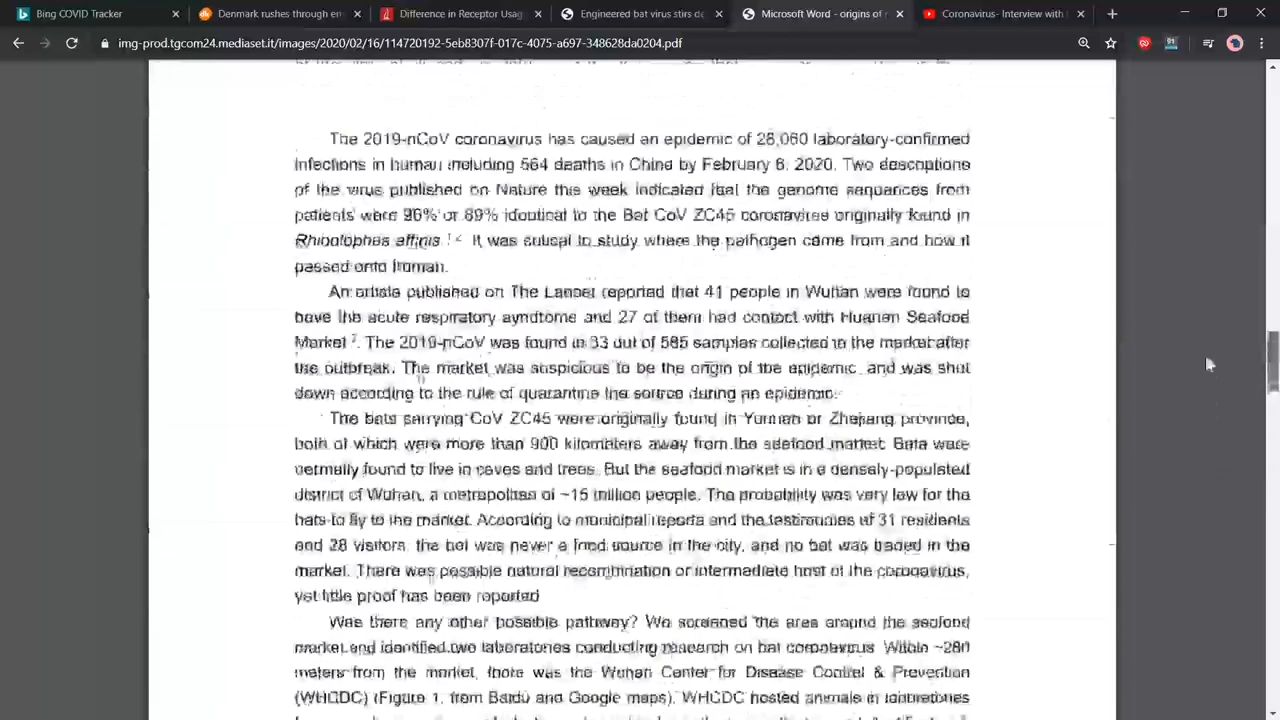 Bing COVID Tracker
Denmark rushes through em
Difference in Receptor Usag
Engineered bat virus stirs de
Microsoft Word - origins of
Coronavirus- Interview with
img-prod.tgcom24.mediaset.it/images/2020/02/16/114720192-5eb8307f-017c-4075-a697-348628da0204.pdf
91
The 2019-nCoV coronavirus has caused an epidemic of 28,060 laboratory-confirmed
infections in human including 564 deaths in China by February 6, 2020. Two descriptions
of the virus published on Nature this week indicated that the genome sequences from
patients were 96% or 89% identical to the Bat CoV ZC45 coronavirus originally found in
Rhinolophus affinis It was to study where the pathogen came from and how it
passed onto human.
An article published on The Lancet reported that 41 people in Wuhan were found to
have the acute respiratory syndrome and 27 of them had contact with Huanan Seafood
Market . The 2019-nCoV was found in 33 out of 585 samples collected in the market after
the outbreak. The market was suspicious to be the origin of the epidemic, and was shut
down according to the rule of quarantine the source during an epidemic.
The bats carrying CoV ZC45 were originally found in Yunnan or Zhejiang province,
both of which were more than 900 kilometers away from the seafood market. Bats were
normally found to live in caves and trees. But the seafood market is in a densely-populated
district of Wuhan, a metropolitan of ~15 million people. The probability was very low for the
bats to fly to the market. According to municipal reports and the testimonies of 31 residents
and 28 visitors, the bat was never a food source in the city, and no bat was traded in the
market. There was possible natural recombination or intermediate host of the coronavirus,
yet little proof has been reported
Was there any other possible pathway? We screened the area around the seafood
market and identified two laboratories conducting research on bat coronavirus. Within ~280
meters from the market, there was the Wuhan Center for Disease Control & Prevention
(WHCDC) (Figure 1, from Baidu and Google maps). WHCDC hosted animals in laboratories